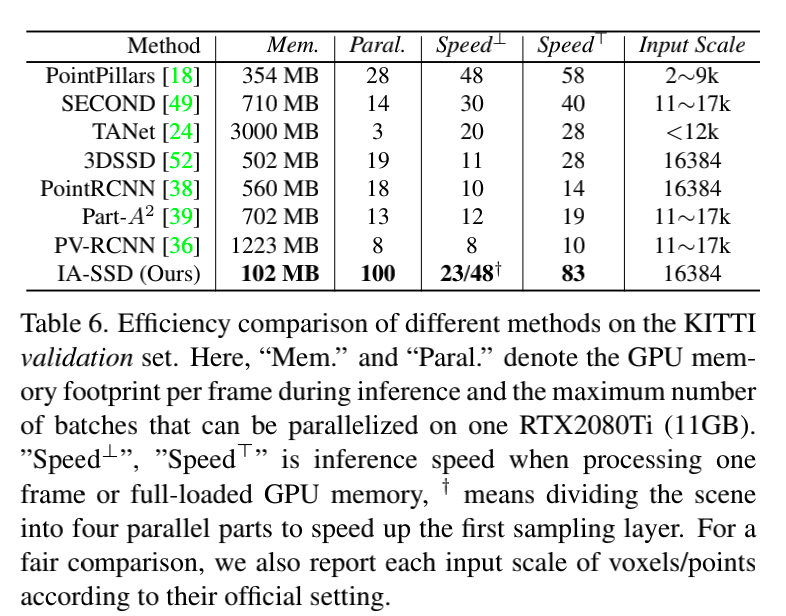 Method Mem. Paral. Speed⊥ Speed⊤ Input Scale
PointPillars [18] 354 MB 28 48 58 2∼9k
SECOND [49] 710 MB 14 30 40 11∼17k
TANet [24] 3000 MB 3 20 28 <12k
3DSSD [52] 502 MB 19 11 28 16384
PointRCNN [38] 560 MB 18 10 14 16384
Part-A² [39] 702 MB 13 12 19 11∼17k
PV-RCNN [36] 1223 MB 8 8 10 11∼17k
IA-SSD (Ours) 102 MB 100 23/48† 83 16384
Table 6. Efficiency comparison of different methods on the KITTI
validation set. Here, “Mem.” and “Paral.” denote the GPU mem-
ory footprint per frame during inference and the maximum number
of batches that can be parallelized on one RTX2080Ti (11GB).
”Speed⊥”, ”Speed⊤” is inference speed when processing one
frame or full-loaded GPU memory, † means dividing the scene
into four parallel parts to speed up the first sampling layer. For a
fair comparison, we also report each input scale of voxels/points
according to their official setting.